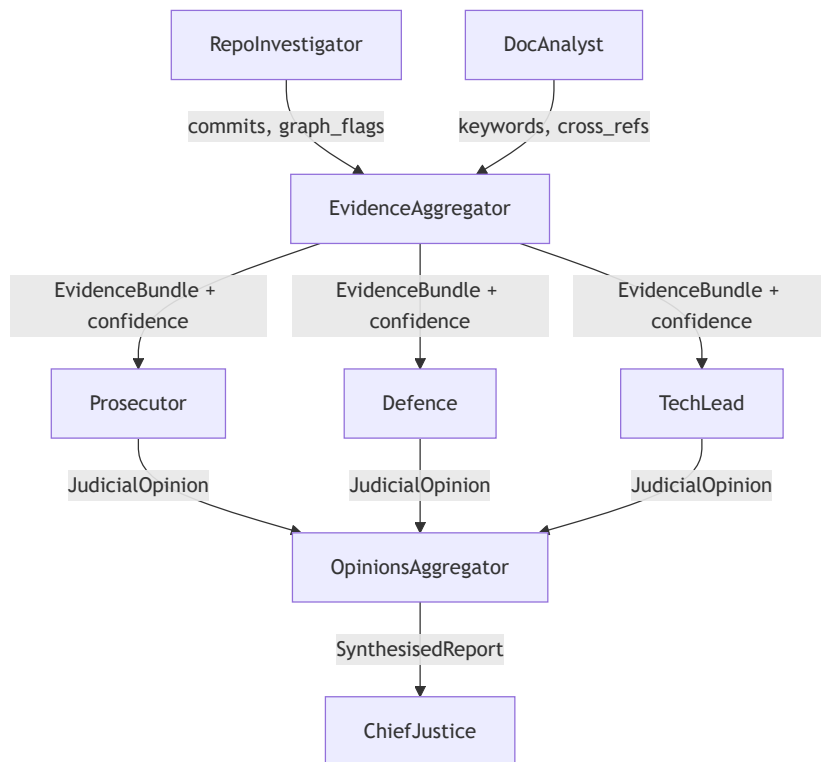 RepoInvestigator
DocAnalyst
commits, graph_flags
keywords, cross_refs
EvidenceAggregator
EvidenceBundle +
confidence
EvidenceBundle +
confidence
EvidenceBundle +
confidence
Prosecutor
Defence
TechLead
JudicialOpinion
JudicialOpinion
JudicialOpinion
OpinionsAggregator
SynthesisedReport
ChiefJustice